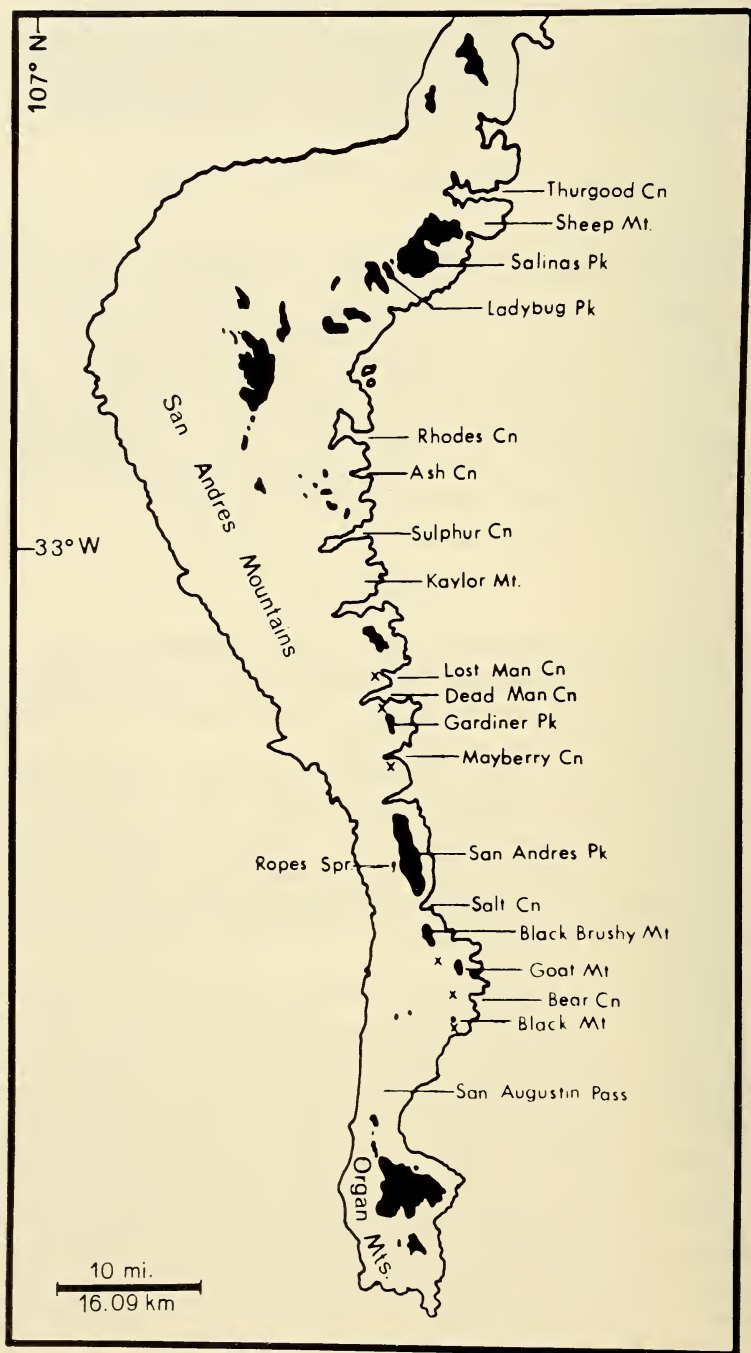 107° N
Thurgood Cn
Sheep Mt.
Salinas Pk
Ladybug Pk
San Andres Mountains
Rhodes Cn
Ash Cn
33° W
Sulphur Cn
Kaylor Mt.
Lost Man Cn
Dead Man Cn
Gardiner Pk
Mayberry Cn
San Andres Pk
Ropes Spr.
Salt Cn
Black Brushy Mt
Goat Mt
Bear Cn
Black Mt
San Augustin Pass
Organ Mts.
10 mi.
16.09 km